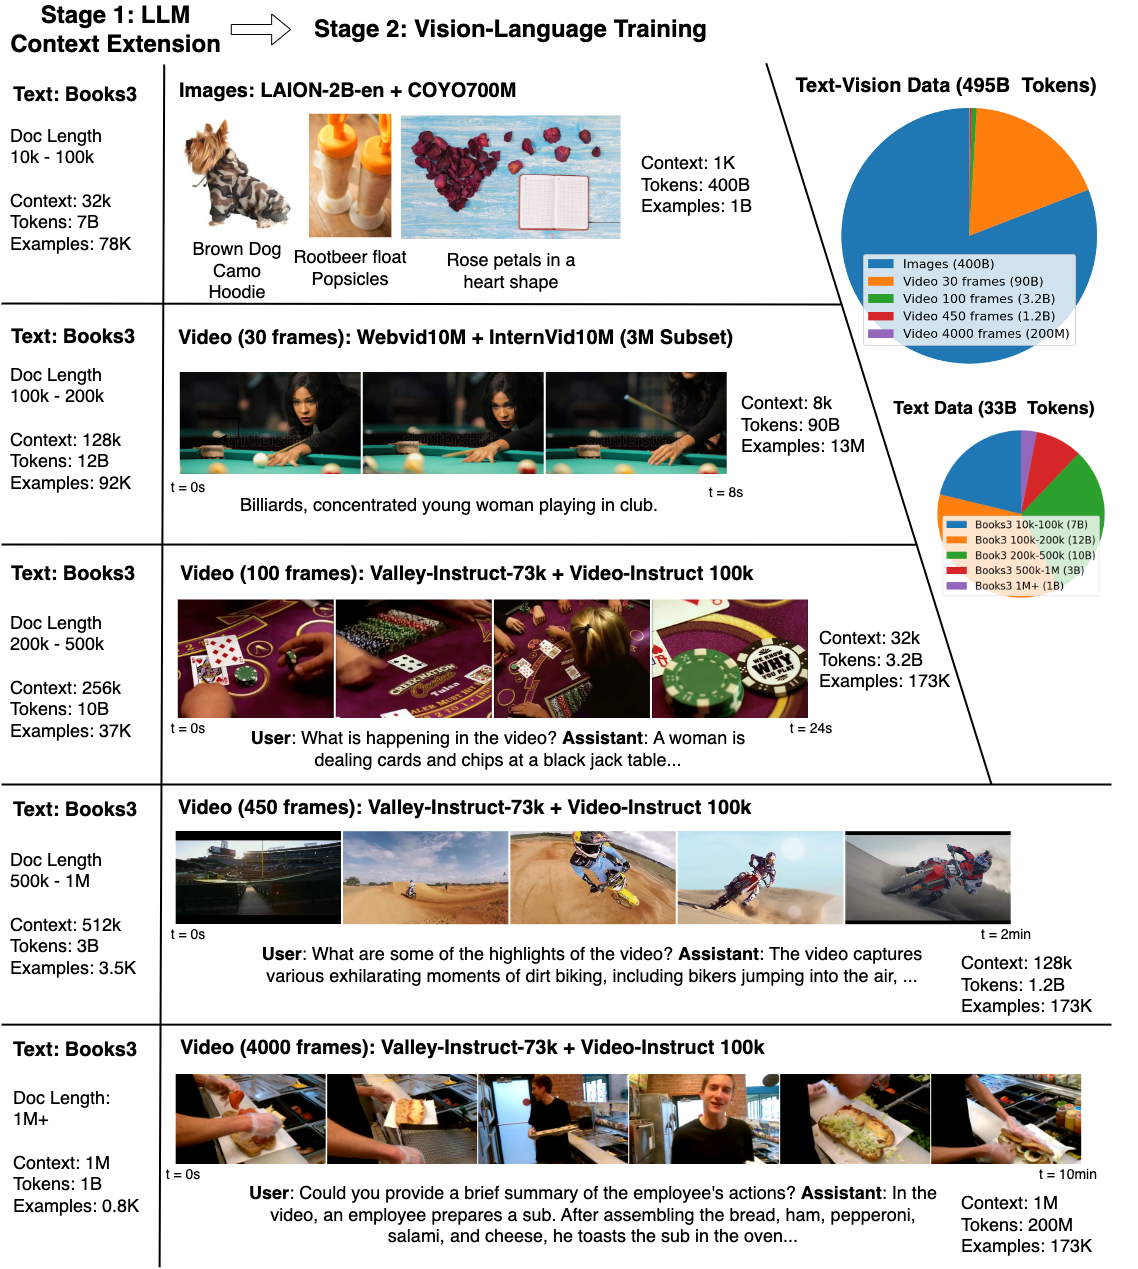 Stage 1: LLM
Context Extension
Stage 2: Vision-Language Training
Text: Books3
Doc Length
10k - 100k
Context: 32k
Tokens: 7B
Examples: 78K
Images: LAION-2B-en + COYO700M
Brown Dog
Camo
Hoodie
Rootbeer float
Popsicles
Rose petals in a
heart shape
Context: 1K
Tokens: 400B
Examples: 1B
Text-Vision Data (495B Tokens)
Images (400B)
Video 30 frames (90B)
Video 100 frames (3.2B)
Video 450 frames (1.2B)
Video 4000 frames (200M)
Text: Books3
Doc Length
100k - 200k
Context: 128k
Tokens: 12B
Examples: 92K
Video (30 frames): Webvid10M + InternVid10M (3M Subset)
t = 0s
t = 8s
Billiards, concentrated young woman playing in club.
Context: 8k
Tokens: 90B
Examples: 13M
Text Data (33B Tokens)
Books3 10k-100k (7B)
Book3 100k-200k (12B)
Book3 200k-500k (10B)
Books3 500k-1M (3B)
Books3 1M+ (1B)
Text: Books3
Doc Length
200k - 500k
Context: 256k
Tokens: 10B
Examples: 37K
Video (100 frames): Valley-Instruct-73k + Video-Instruct 100k
CREEK NATION
Tulsa
WE KNOW
WHY
YOU PLAY
t = 0s
t = 24s
User: What is happening in the video? Assistant: A woman is
dealing cards and chips at a black jack table...
Context: 32k
Tokens: 3.2B
Examples: 173K
Text: Books3
Doc Length
500k - 1M
Context: 512k
Tokens: 3B
Examples: 3.5K
Video (450 frames): Valley-Instruct-73k + Video-Instruct 100k
t = 0s
t = 2min
User: What are some of the highlights of the video? Assistant: The video captures
various exhilarating moments of dirt biking, including bikers jumping into the air, ...
Context: 128k
Tokens: 1.2B
Examples: 173K
Text: Books3
Doc Length:
1M+
Context: 1M
Tokens: 1B
Examples: 0.8K
Video (4000 frames): Valley-Instruct-73k + Video-Instruct 100k
t = 0s
t = 10min
User: Could you provide a brief summary of the employee's actions? Assistant: In the
video, an employee prepares a sub. After assembling the bread, ham, pepperoni,
salami, and cheese, he toasts the sub in the oven...
Context: 1M
Tokens: 200M
Examples: 173K